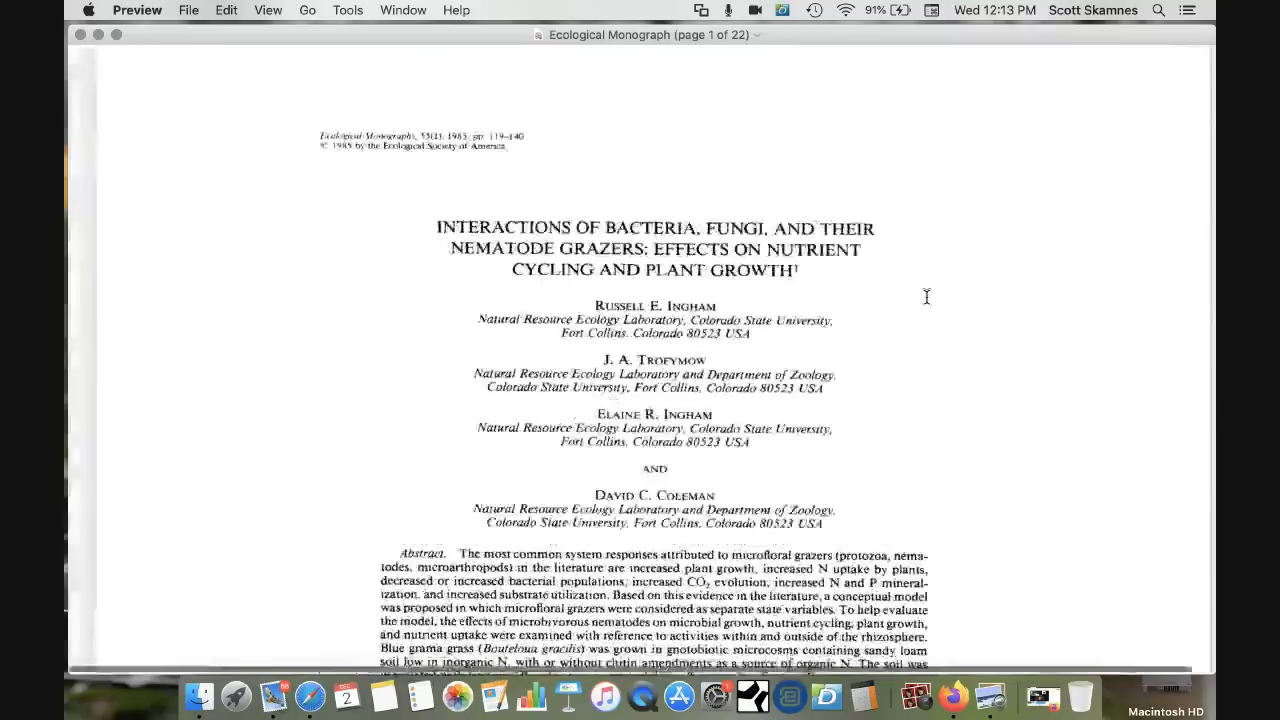 Preview File Edit View Go Tools Window Help 91% Wed 12:13 PM Scott Skamnes
Ecological Monograph (page 1 of 22)
Ecological Monographs, 55(1), 1985, pp. 119–140
© 1985 by the Ecological Society of America
INTERACTIONS OF BACTERIA, FUNGI, AND THEIR
NEMATODE GRAZERS: EFFECTS ON NUTRIENT
CYCLING AND PLANT GROWTH¹
RUSSELL E. INGHAM
Natural Resource Ecology Laboratory, Colorado State University,
Fort Collins, Colorado 80523 USA
J. A. TROFYMOW
Natural Resource Ecology Laboratory and Department of Zoology,
Colorado State University, Fort Collins, Colorado 80523 USA
ELAINE R. INGHAM
Natural Resource Ecology Laboratory, Colorado State University,
Fort Collins, Colorado 80523 USA
AND
DAVID C. COLEMAN
Natural Resource Ecology Laboratory and Department of Zoology,
Colorado State University, Fort Collins, Colorado 80523 USA
Abstract. The most common system responses attributed to microfloral grazers (protozoa, nema-
todes, microarthropods) in the literature are increased plant growth, increased N uptake by plants,
decreased or increased bacterial populations, increased CO₂ evolution, increased N and P mineral-
ization, and increased substrate utilization. Based on this evidence in the literature, a conceptual model
was proposed in which microfloral grazers were considered as separate state variables. To help evaluate
the model, the effects of microbivorous nematodes on microbial growth, nutrient cycling, plant growth,
and nutrient uptake were examined with reference to activities within and outside of the rhizosphere.
Blue grama grass (Bouteloua gracilis) was grown in gnotobiotic microcosms containing sandy loam
soil low in inorganic N, with or without chitin amendments as a source of organic N. The soil was
DEC
2
Macintosh HD